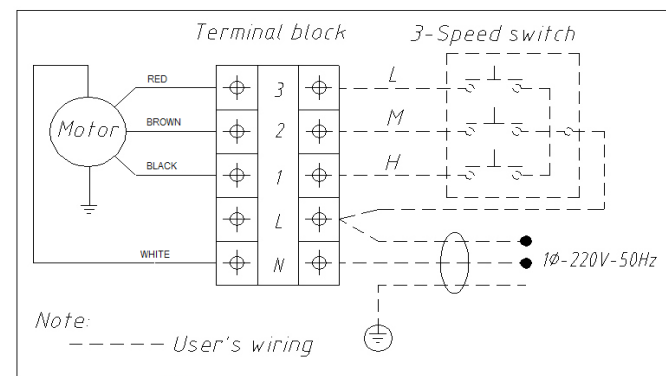 Terminal block
3-Speed switch
RED
3
L
Motor
BROWN
2
M
BLACK
1
H
L
WHITE
N
1Ø-220V-50Hz
Note:
User's wiring